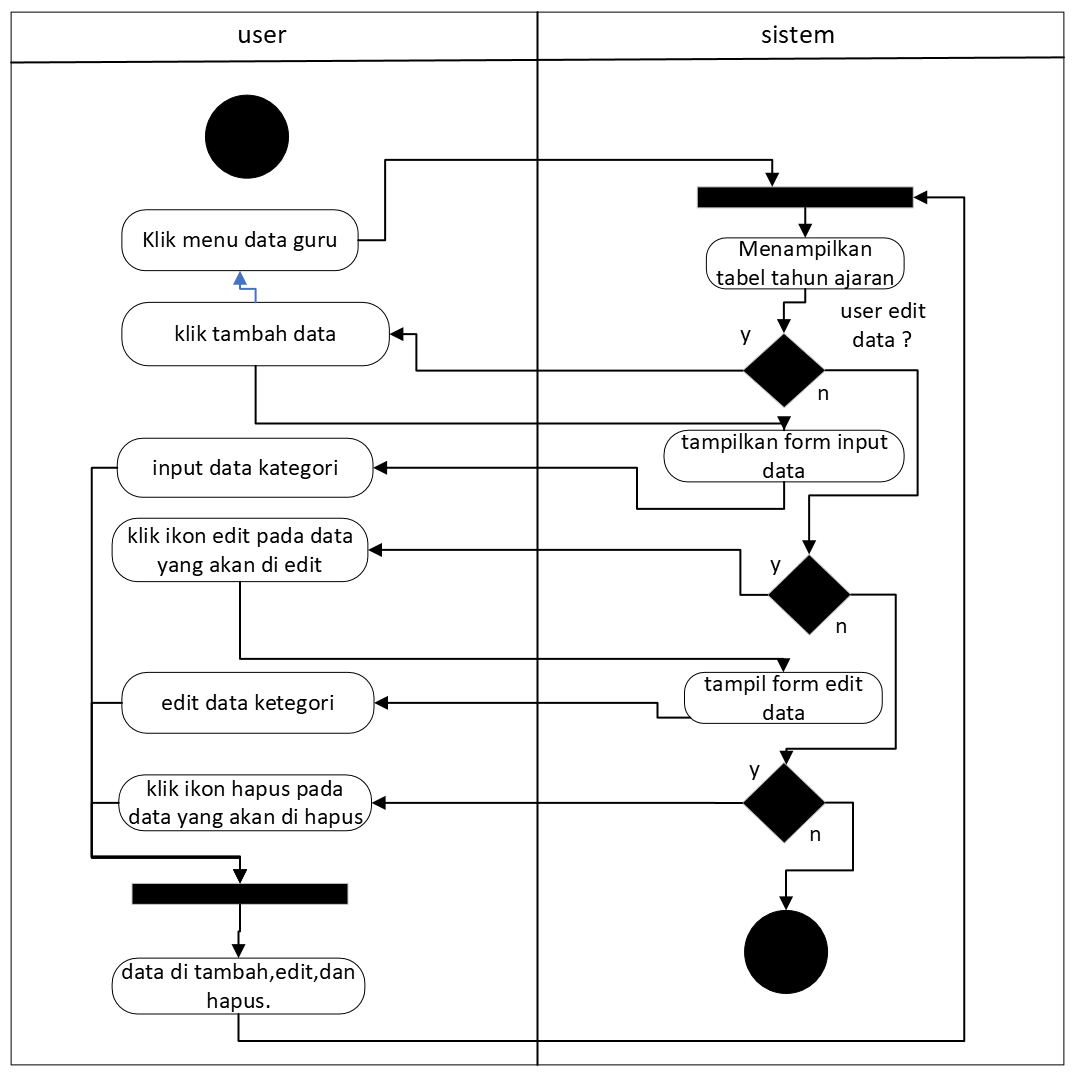 user
sistem
Klik menu data guru
Menampilkan
tabel tahun ajaran
user edit
data ?
y
klik tambah data
n
tampilkan form input
data
input data kategori
klik ikon edit pada data
yang akan di edit
y
n
tampil form edit
data
edit data ketegori
y
klik ikon hapus pada
data yang akan di hapus
n
data di tambah,edit,dan
hapus.